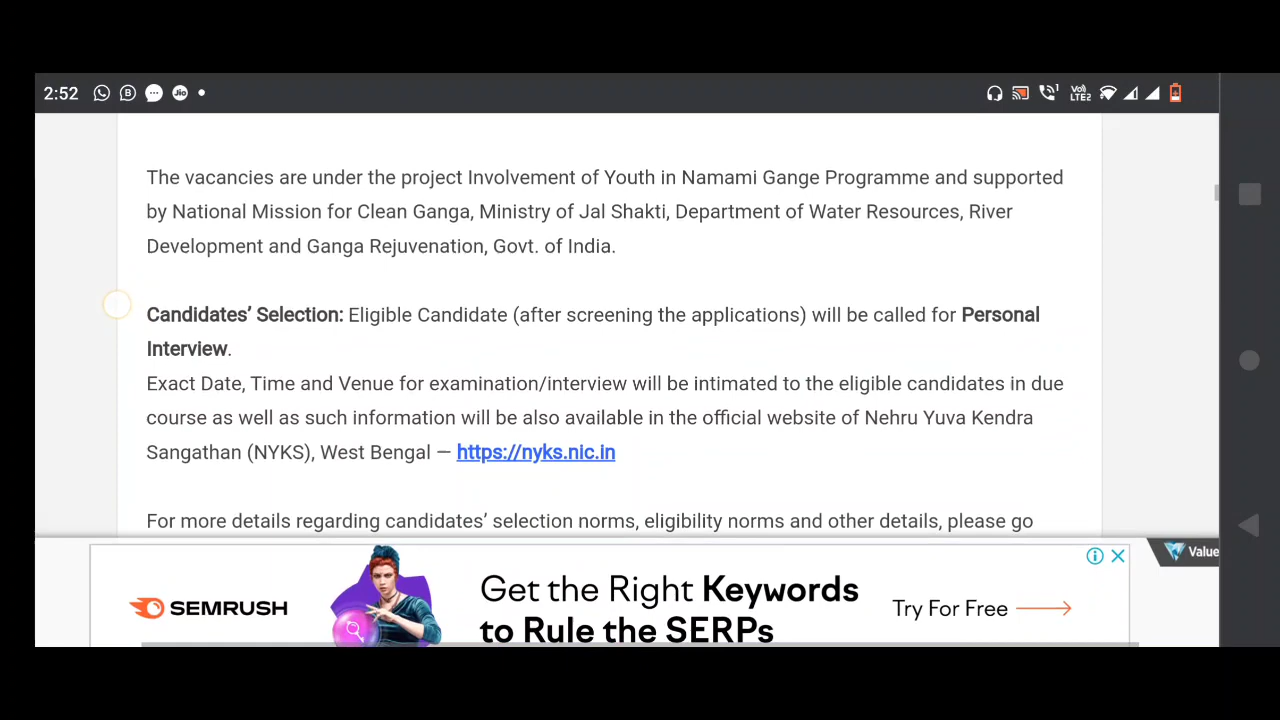 2:52
B
Jio
1
Vo)
LTE2
The vacancies are under the project Involvement of Youth in Namami Gange Programme and supported
by National Mission for Clean Ganga, Ministry of Jal Shakti, Department of Water Resources, River
Development and Ganga Rejuvenation, Govt. of India.
Candidates’ Selection: Eligible Candidate (after screening the applications) will be called for Personal
Interview.
Exact Date, Time and Venue for examination/interview will be intimated to the eligible candidates in due
course as well as such information will be also available in the official website of Nehru Yuva Kendra
Sangathan (NYKS), West Bengal — https://nyks.nic.in
For more details regarding candidates’ selection norms, eligibility norms and other details, please go
Value
SEMRUSH
Get the Right Keywords
to Rule the SERPs
Try For Free